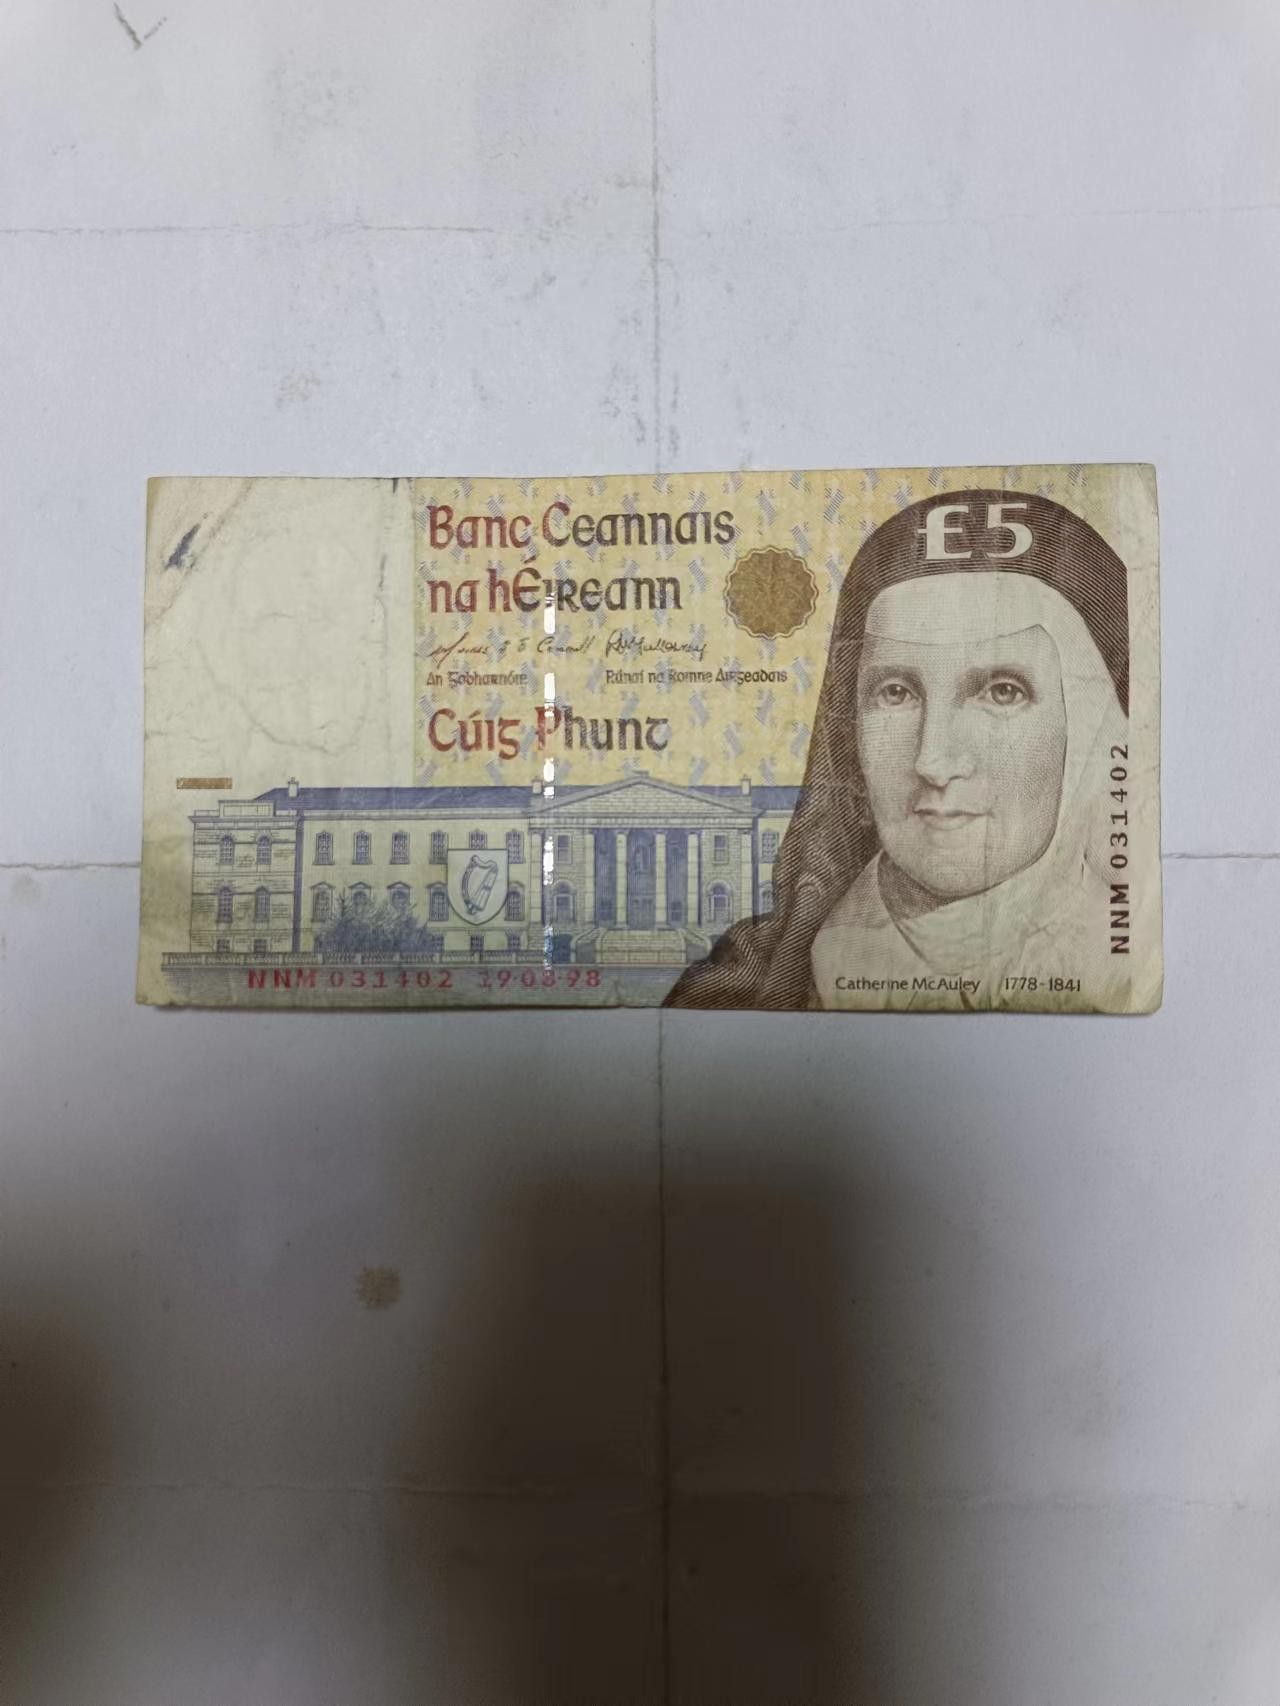 £5
Banc Ceannais
na hÉireann
An Gobharnóir
Rúnaí na Roinne Airgeadais
Cúig Phunt
NNM 031402
NNM 031402 19·08·98
Catherine McAuley 1778-1841